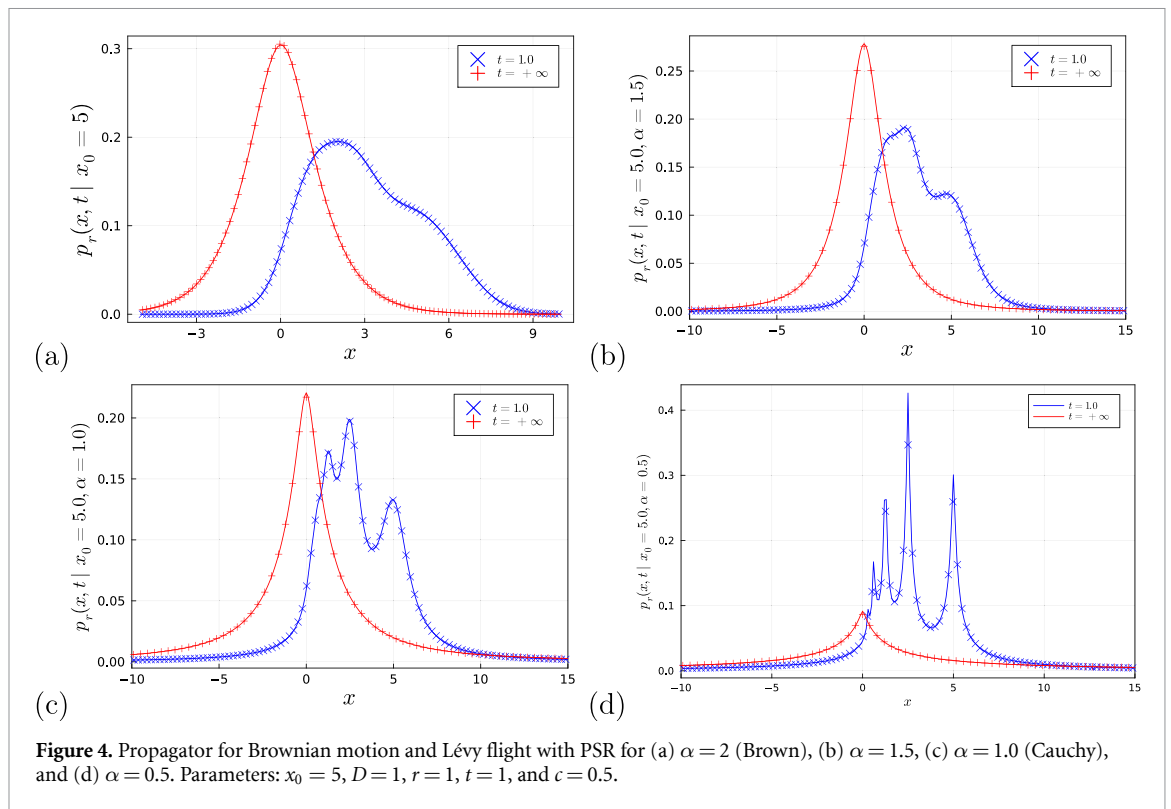 p_r(x, t | x_0 = 5)
0.3
0.2
0.1
0.0
t = 1.0
t = +∞
−3
0
3
6
9
x
(a)
p_r(x, t | x_0 = 5.0, α = 1.5)
0.25
0.20
0.15
0.10
0.05
0.00
t = 1.0
t = +∞
−10
−5
0
5
10
15
x
(b)
p_r(x, t | x_0 = 5.0, α = 1.0)
0.20
0.15
0.10
0.05
0.00
t = 1.0
t = +∞
−10
−5
0
5
10
15
x
(c)
p_r(x, t | x_0 = 5.0, α = 0.5)
0.4
0.3
0.2
0.1
0.0
t = 1.0
t = +∞
−10
−5
0
5
10
15
x
(d)
Figure 4. Propagator for Brownian motion and Lévy flight with PSR for (a) α = 2 (Brown), (b) α = 1.5, (c) α = 1.0 (Cauchy),
and (d) α = 0.5. Parameters: x_0 = 5, D = 1, r = 1, t = 1, and c = 0.5.